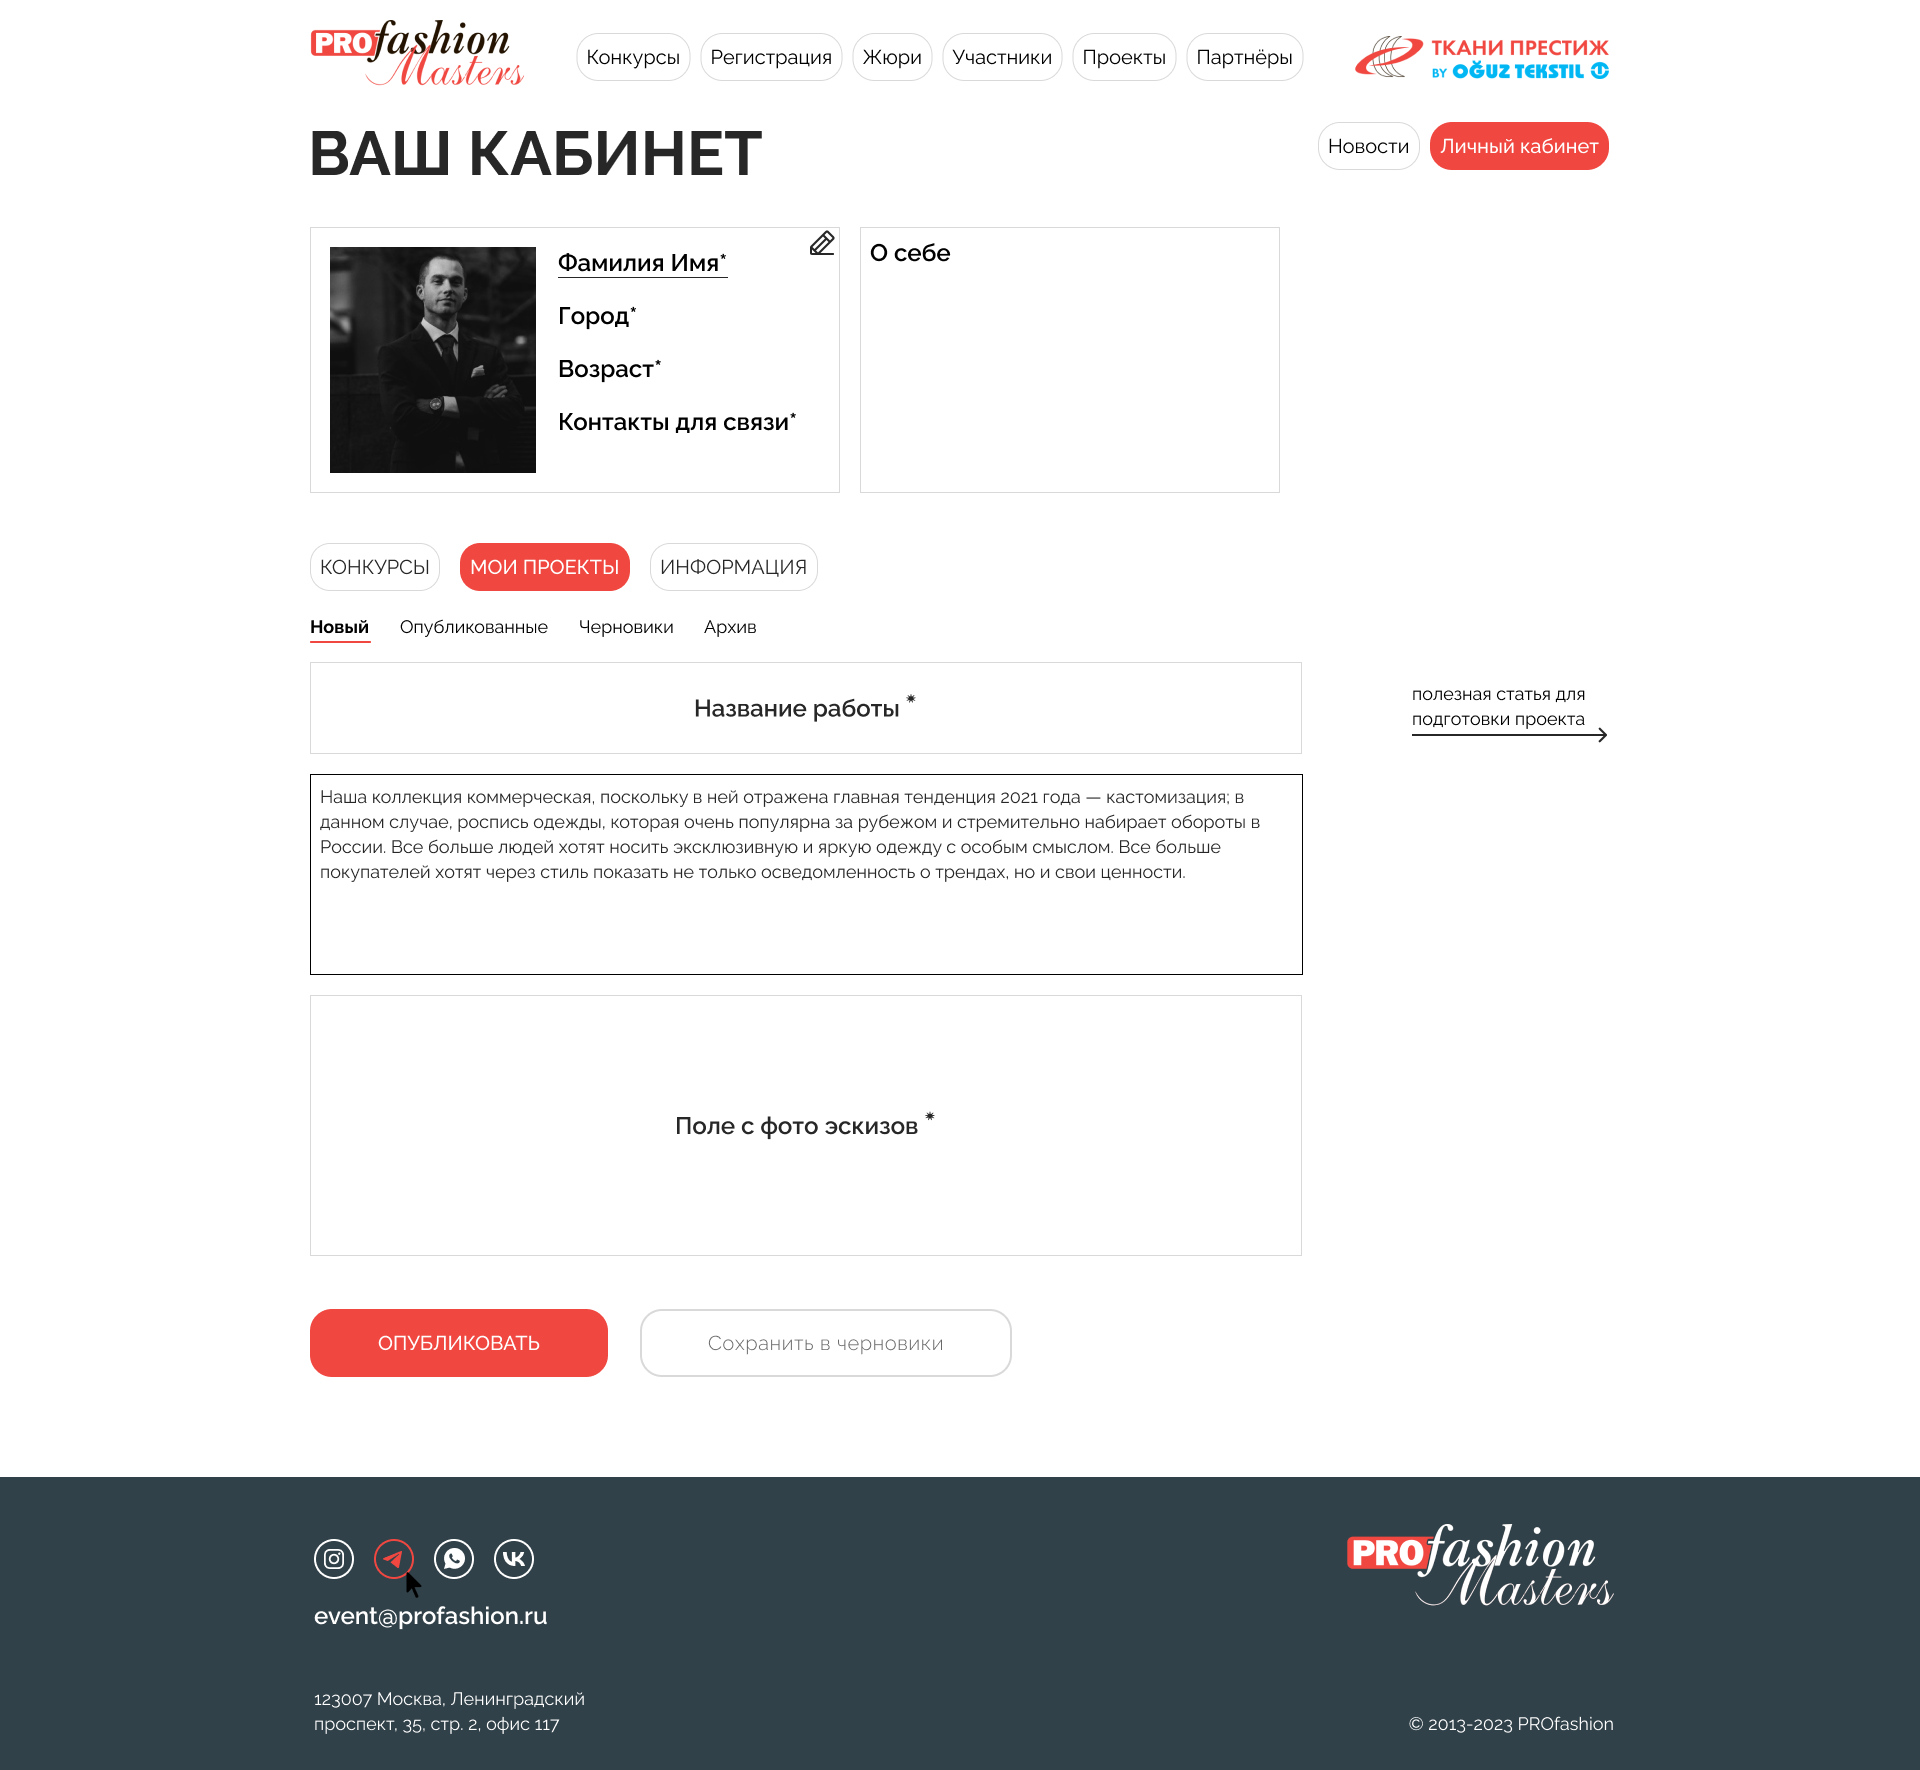 PROfashion
Masters
Конкурсы
Регистрация
Жюри
Участники
Проекты
Партнёры
ТКАНИ ПРЕСТИЖ
BY OĞUZ TEKSTIL
ВАШ КАБИНЕТ
Новости
Личный кабинет
Фамилия Имя*
Город*
Возраст*
Контакты для связи*
О себе
КОНКУРСЫ
МОИ ПРОЕКТЫ
ИНФОРМАЦИЯ
Новый
Опубликованные
Черновики
Архив
Название работы *
полезная статья для
подготовки проекта
Наша коллекция коммерческая, поскольку в ней отражена главная тенденция 2021 года — кастомизация; в
данном случае, роспись одежды, которая очень популярна за рубежом и стремительно набирает обороты в
России. Все больше людей хотят носить эксклюзивную и яркую одежду с особым смыслом. Все больше
покупателей хотят через стиль показать не только осведомленность о трендах, но и свои ценности.
Поле с фото эскизов *
ОПУБЛИКОВАТЬ
Сохранить в черновики
PROfashion
Masters
event@profashion.ru
123007 Москва, Ленинградский
проспект, 35, стр. 2, офис 117
© 2013-2023 PROfashion